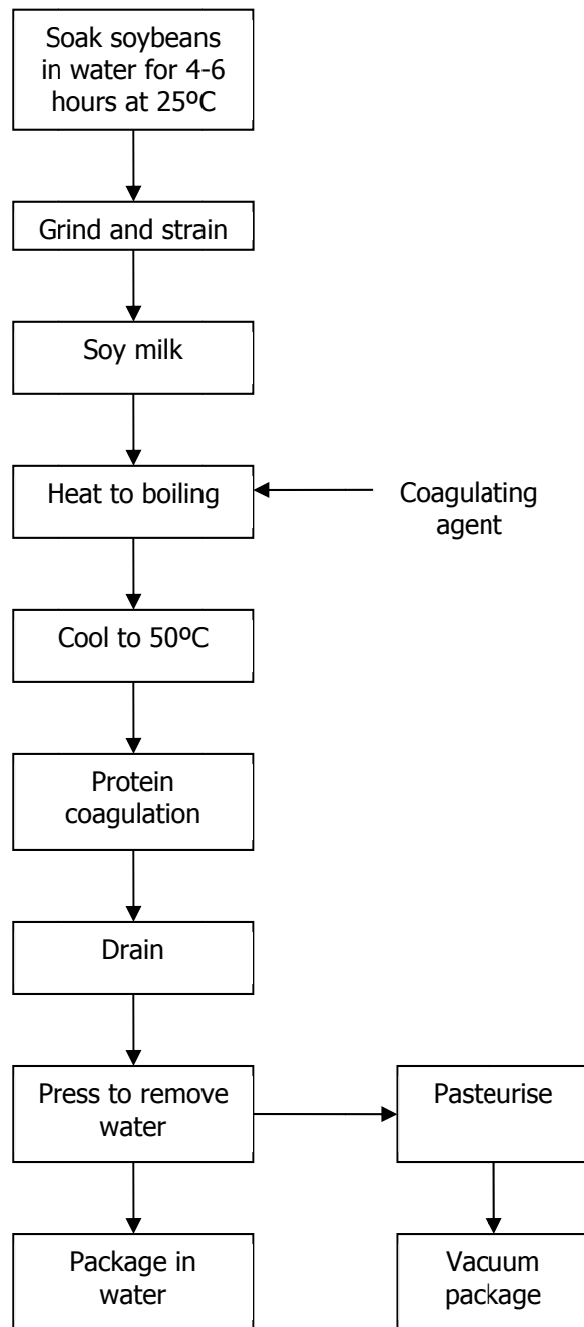 Soak soybeans
in water for 4-6
hours at 25ºC
Grind and strain
Soy milk
Heat to boiling
Coagulating
agent
Cool to 50ºC
Protein
coagulation
Drain
Press to remove
water
Pasteurise
Package in
water
Vacuum
package